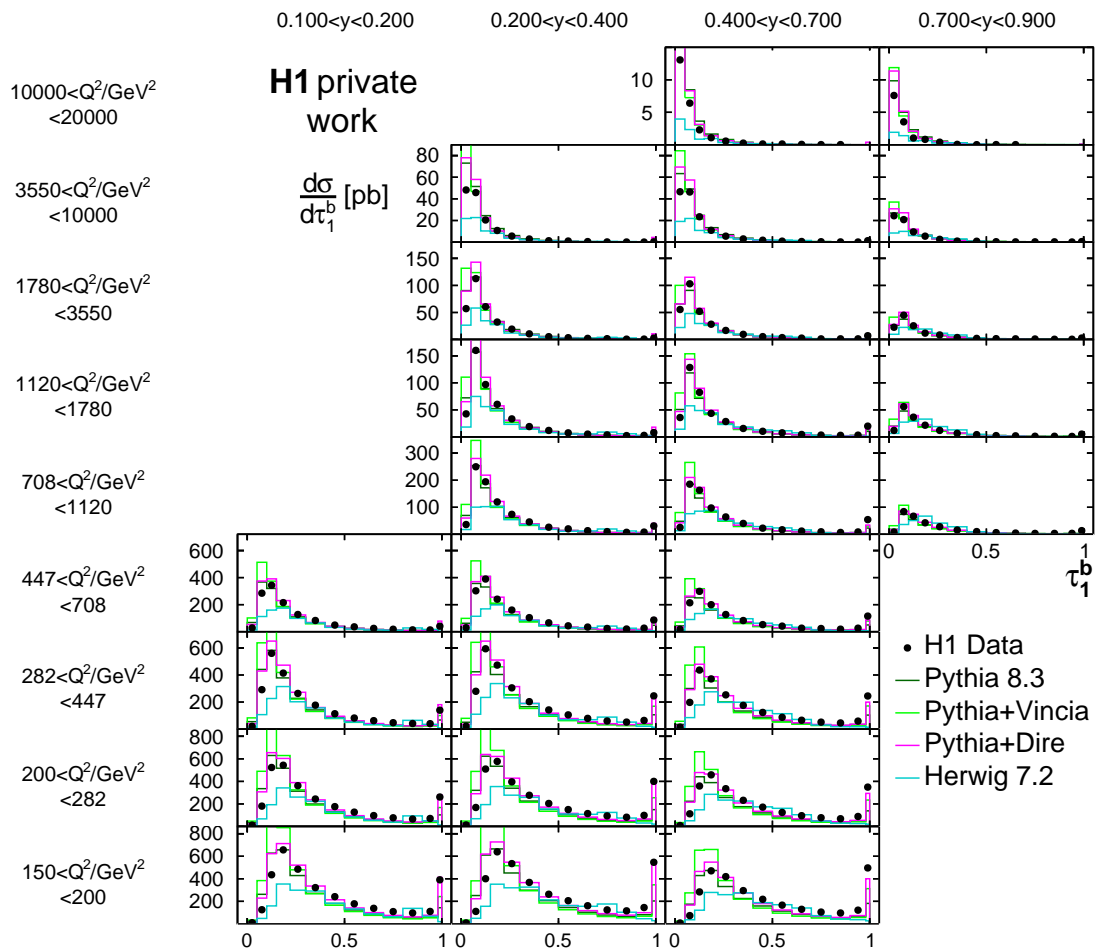 0.100<y<0.200 0.200<y<0.400 0.400<y<0.700 0.700<y<0.900
10000<Q²/GeV²
<20000
H1 private
work
10
5
3550<Q²/GeV²
<10000
dσ
dτ₁ᵇ
[pb]
80
60
40
20
1780<Q²/GeV²
<3550
150
100
50
1120<Q²/GeV²
<1780
150
100
50
708<Q²/GeV²
<1120
300
200
100
0 0.5 1
τ₁ᵇ
447<Q²/GeV²
<708
600
400
200
282<Q²/GeV²
<447
600
400
200
H1 Data
Pythia 8.3
Pythia+Vincia
Pythia+Dire
Herwig 7.2
200<Q²/GeV²
<282
800
600
400
200
150<Q²/GeV²
<200
800
600
400
200
0 0.5 1 0 0.5 1 0 0.5 1